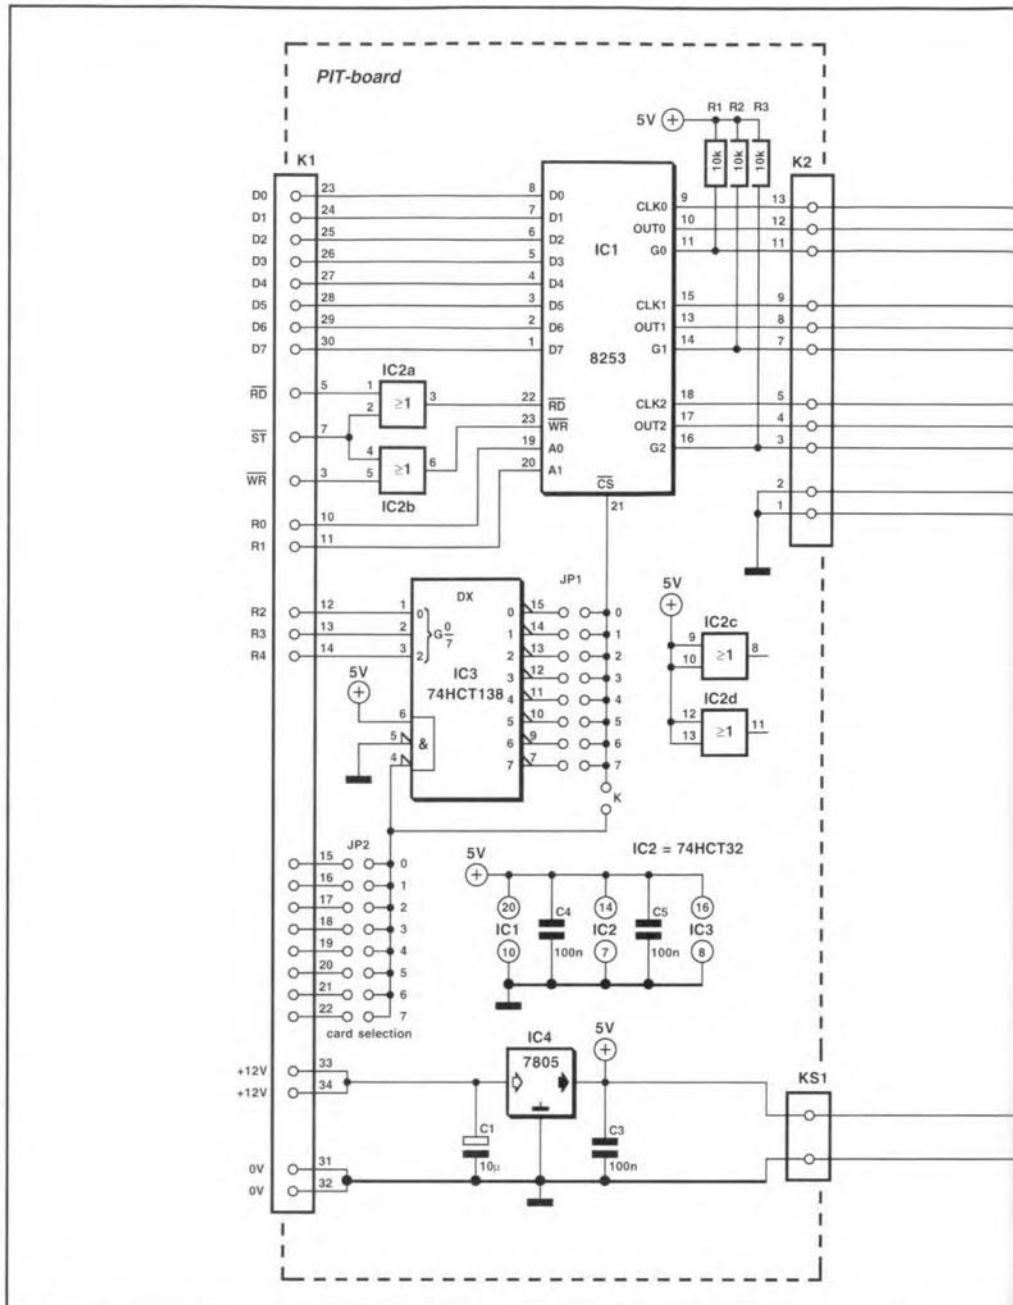 PIT-board
5V
R1 R2 R3
10k 10k 10k
K1
K2
D0 23 8 D0
D1 24 7 D1
D2 25 6 D2
D3 26 5 D3
D4 27 4 D4
D5 28 3 D5
D6 29 2 D6
D7 30 1 D7
IC1
8253
CLK0 9 13
OUT0 10 12
G0 11 11
CLK1 15 9
OUT1 13 8
G1 14 7
CLK2 18 5
OUT2 17 4
G2 16 3
2
1
IC2a
RD 5 1 ≥1 3 22 RD
2
ST 7
23 WR
19 A0
20 A1
4 ≥1 6
WR 3 5
IC2b
CS
21
R0 10
R1 11
JP1
DX
R2 12 1 0
R3 13 2 G 0/7
R4 14 3 2
IC3
74HCT138
0 15 0
1 14 1
2 13 2
3 12 3
4 11 4
5 10 5
6 9 6
7 7 7
5V
6
5 &
4
K
5V
IC2c
9 ≥1 8
10
IC2d
12 ≥1 11
13
JP2
15 0
16 1
17 2
18 3
19 4
20 5
21 6
22 7
card selection
IC2 = 74HCT32
5V
20 C4 14 C5 16
IC1 IC2 IC3
10 100n 7 100n 8
IC4
7805
5V
+12V 33
+12V 34
C1
10µ
C3
100n
KS1
0V 31
0V 32